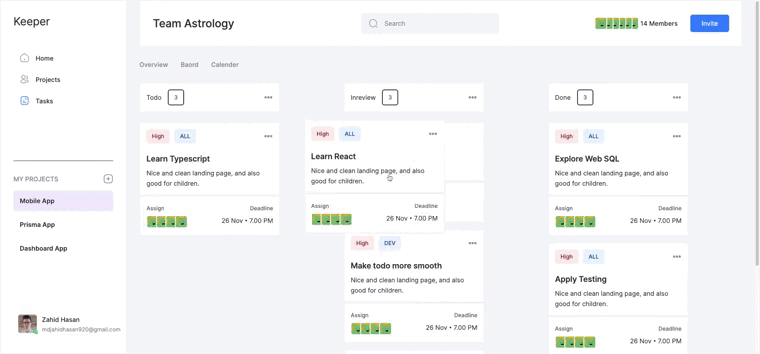 Keeper
Home
Projects
Tasks
MY PROJECTS
Mobile App
Prisma App
Dashboard App
Zahid Hasan
mdjahidhasan920@gmail.com
Team Astrology
Search
14 Members
Invite
Overview
Baord
Calender
Todo 3
High ALL
Learn Typescript
Nice and clean landing page, and also
good for children.
Assign Deadline
26 Nov • 7.00 PM
High ALL
Learn React
Nice and clean landing page, and also
good for children.
Assign Deadline
26 Nov • 7.00 PM
Inreview 3
High DEV
Make todo more smooth
Nice and clean landing page, and also
good for children.
Assign Deadline
26 Nov • 7.00 PM
Done 3
High ALL
Explore Web SQL
Nice and clean landing page, and also
good for children.
Assign Deadline
26 Nov • 7.00 PM
High ALL
Apply Testing
Nice and clean landing page, and also
good for children.
Assign Deadline
26 Nov • 7.00 PM